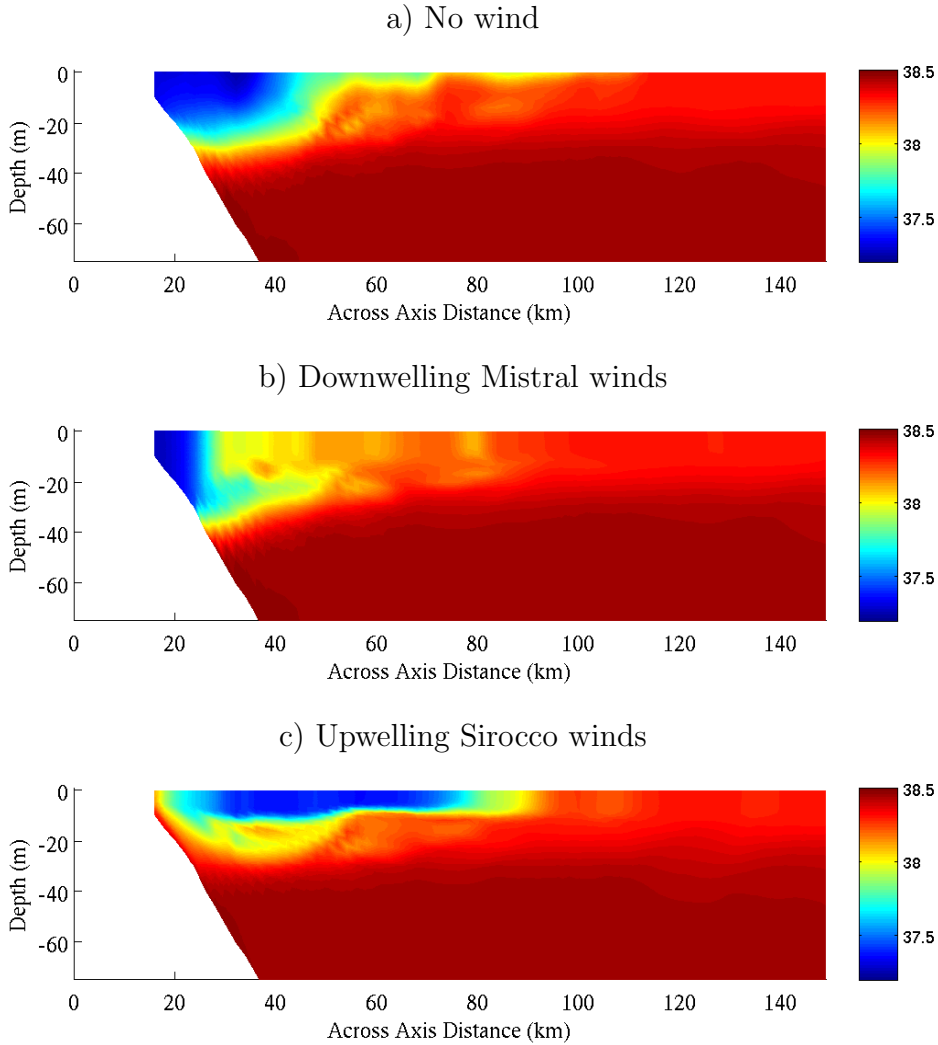 a) No wind
0
-20
-40
-60
Depth (m)
0 20 40 60 80 100 120 140
Across Axis Distance (km)
38.5
38
37.5
b) Downwelling Mistral winds
0
-20
-40
-60
Depth (m)
0 20 40 60 80 100 120 140
Across Axis Distance (km)
38.5
38
37.5
c) Upwelling Sirocco winds
0
-20
-40
-60
Depth (m)
0 20 40 60 80 100 120 140
Across Axis Distance (km)
38.5
38
37.5